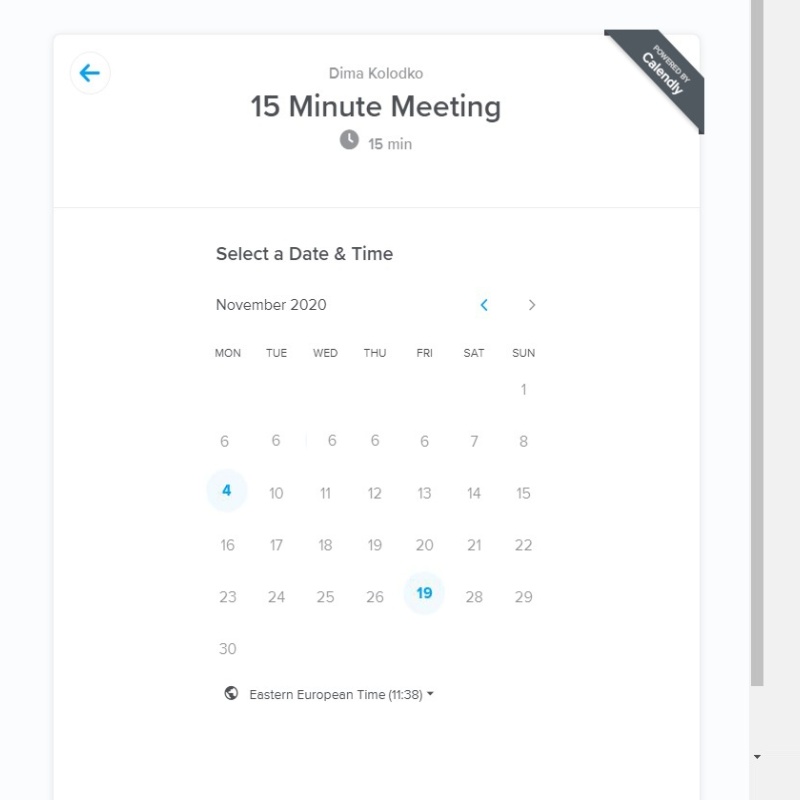 POWERED BY
Calendly
Dima Kolodko
15 Minute Meeting
15 min
Select a Date & Time
November 2020
MON TUE WED THU FRI SAT SUN
1
6 6 6 6 6 7 8
4 10 11 12 13 14 15
16 17 18 19 20 21 22
23 24 25 26 19 28 29
30
Eastern European Time (11:38)